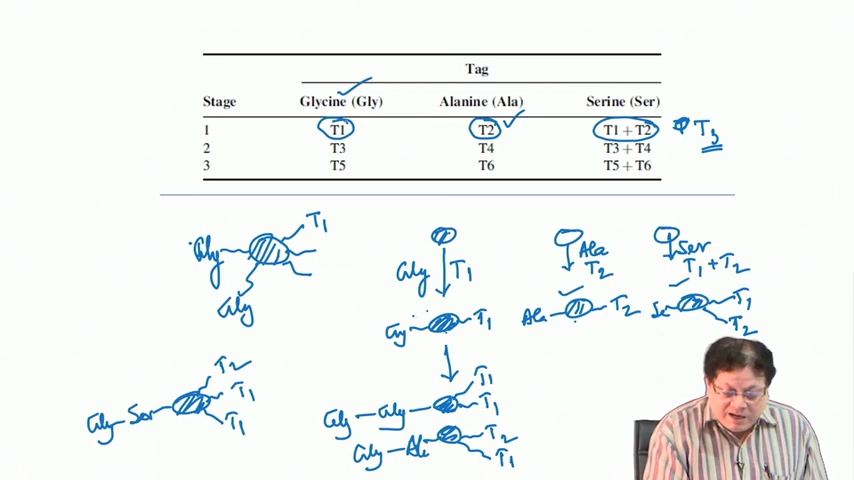 Tag
Stage Glycine (Gly) Alanine (Ala) Serine (Ser)
1 T1 T2 T1 + T2 T3
2 T3 T4 T3 + T4
3 T5 T6 T5 + T6
Gly T1
Gly
Gly T1
Gy T1
Ala
T2
Ala T2
Ser
T1 + T2
Se T1
T2
Gly - Ser T2
T1
T1
Gly - Gly T1
T1
Gly - Ala T2
T1